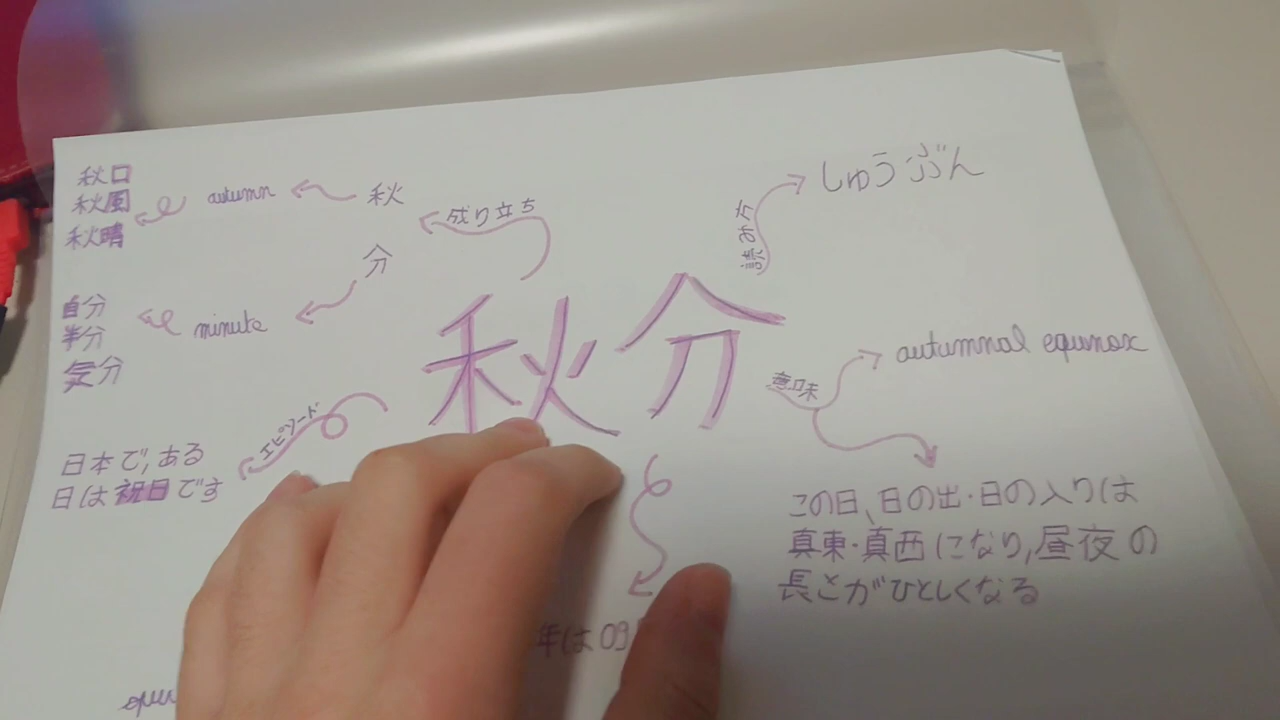 秋口
秋風
秋晴
autumn
秋
成り立ち
分
minute
自分
半分
気分
読み方
しゅうぶん
秋分
意味
autumnal equinox
この日、日の出・日の入りは
真東・真西になり,昼夜の
長さがひとしくなる
エピソード
日本で,ある
日は祝日です
年は09